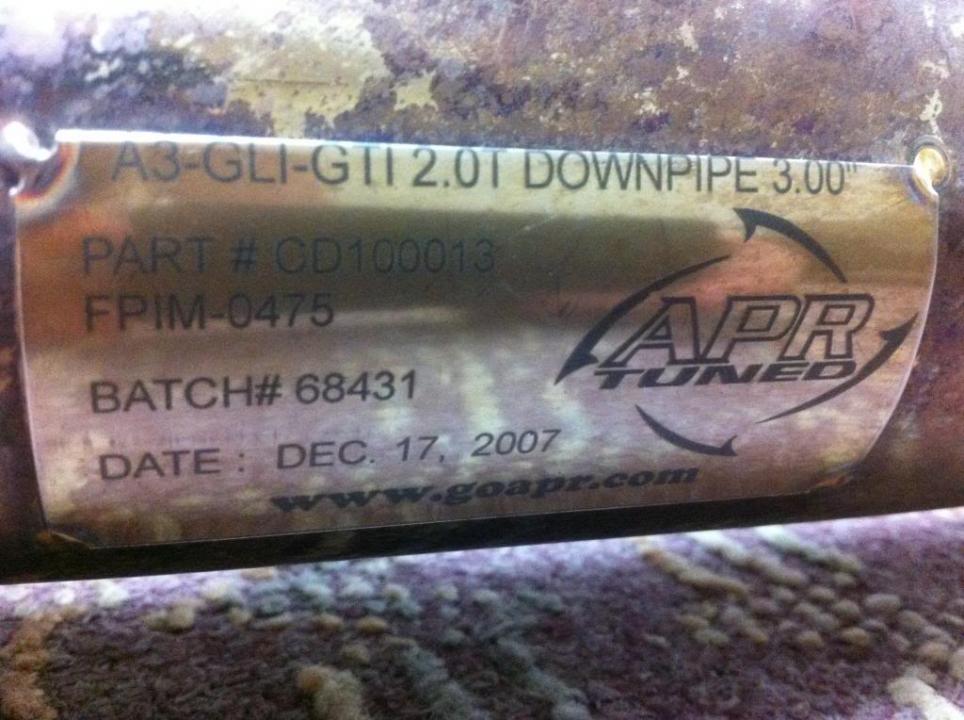 A3-GLI-GTI 2.0T DOWNPIPE 3.00"
PART # CD100013
FPIM-0475
APR
TUNED
BATCH# 68431
DATE : DEC. 17, 2007
www.goapr.com